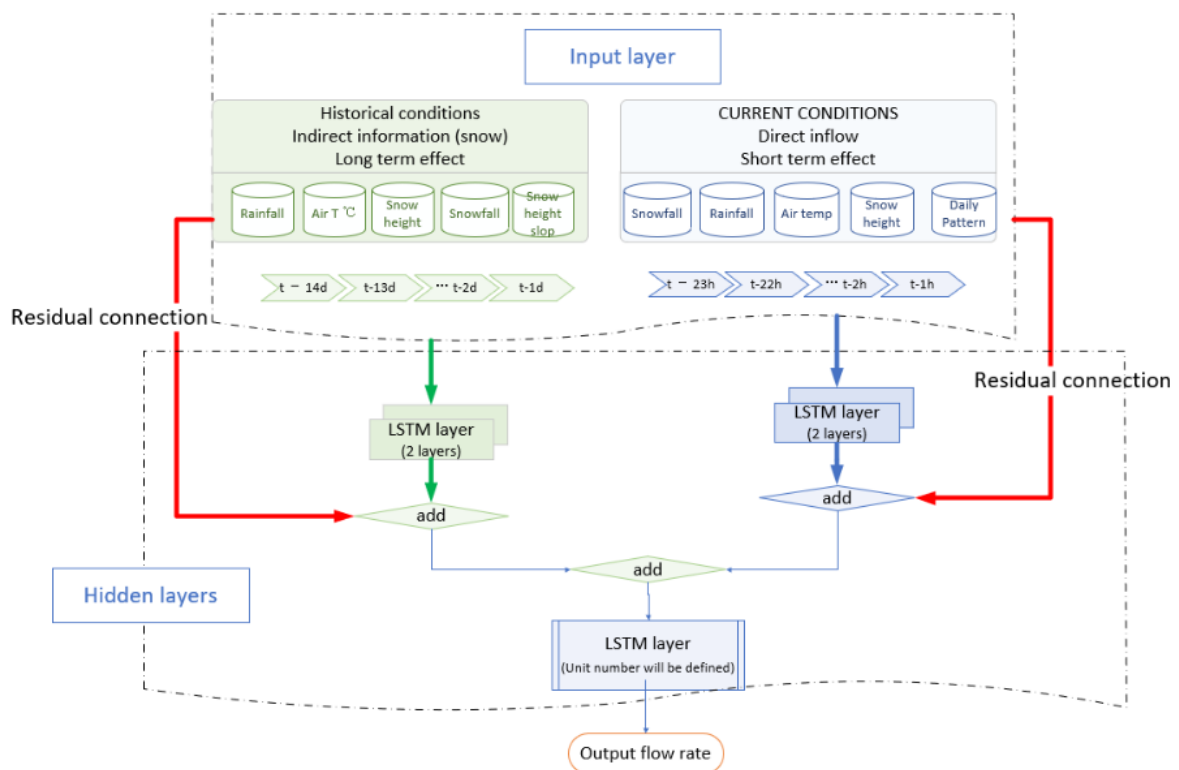 Input layer
Historical conditions
Indirect information (snow)
Long term effect
Rainfall
Air T ℃
Snow
height
Snowfall
Snow
height
slop
CURRENT CONDITIONS
Direct inflow
Short term effect
Snowfall
Rainfall
Air temp
Snow
height
Daily
Pattern
t − 14d
t-13d
··· t-2d
t-1d
t − 23h
t-22h
··· t-2h
t-1h
Residual connection
Residual connection
LSTM layer
(2 layers)
LSTM layer
(2 layers)
add
add
add
Hidden layers
LSTM layer
(Unit number will be defined)
Output flow rate